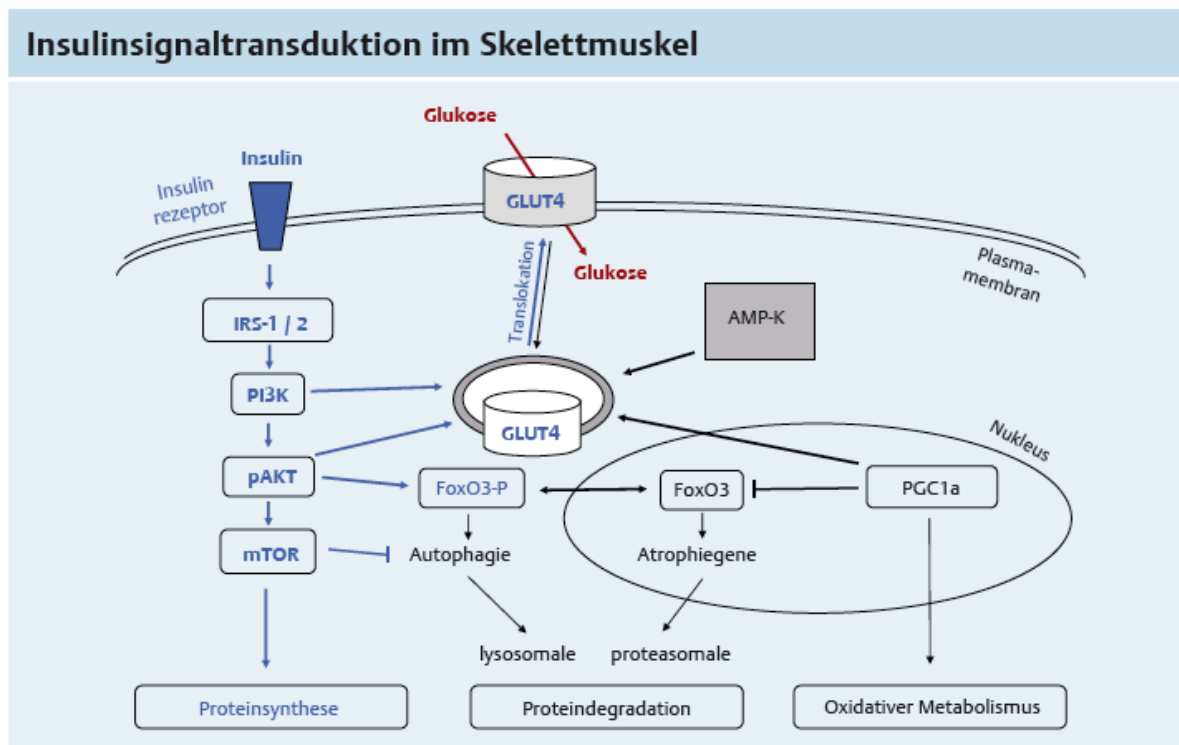 Insulinsignaltransduktion im Skelettmuskel
Glukose
Insulin
Insulin
rezeptor
GLUT4
Glukose
Plasma-
membran
Translokation
IRS-1 / 2
AMP-K
PI3K
GLUT4
Nukleus
pAKT
FoxO3-P
FoxO3
PGC1a
mTOR
Autophagie
Atrophiegene
lysosomale
proteasomale
Proteinsynthese
Proteindegradation
Oxidativer Metabolismus